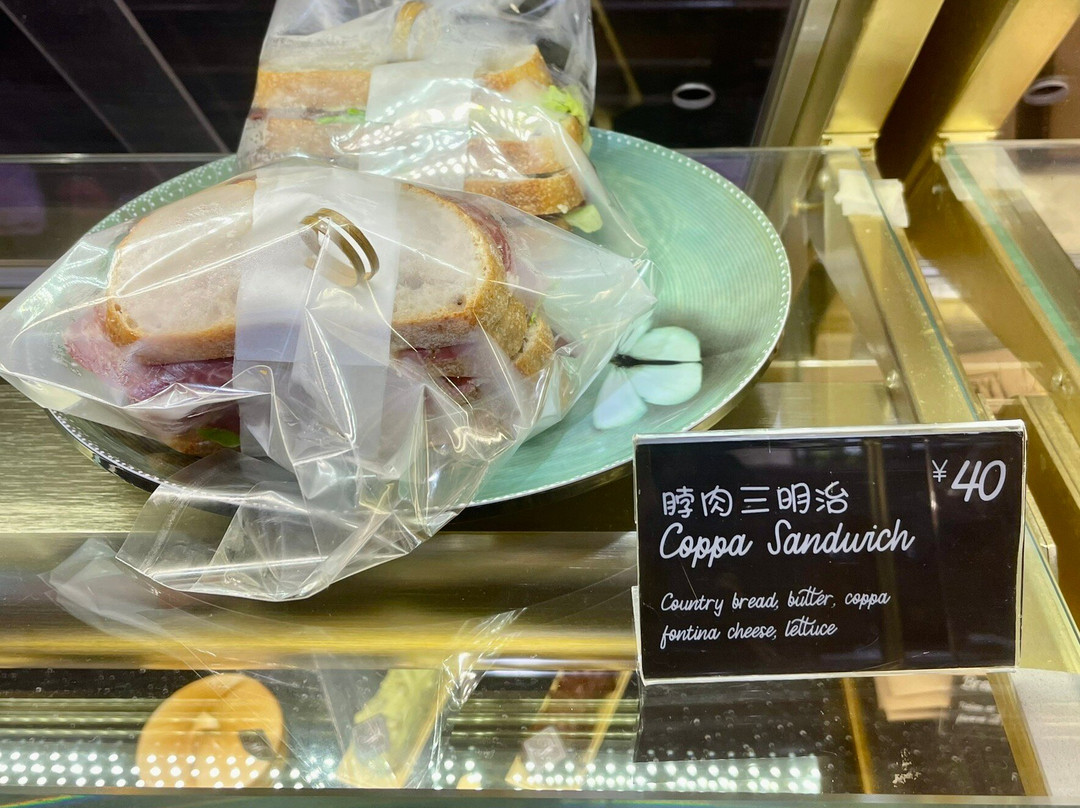 ¥40
脖肉三明治
Coppa Sandwich
Country bread, butter, coppa
fontina cheese, lettuce